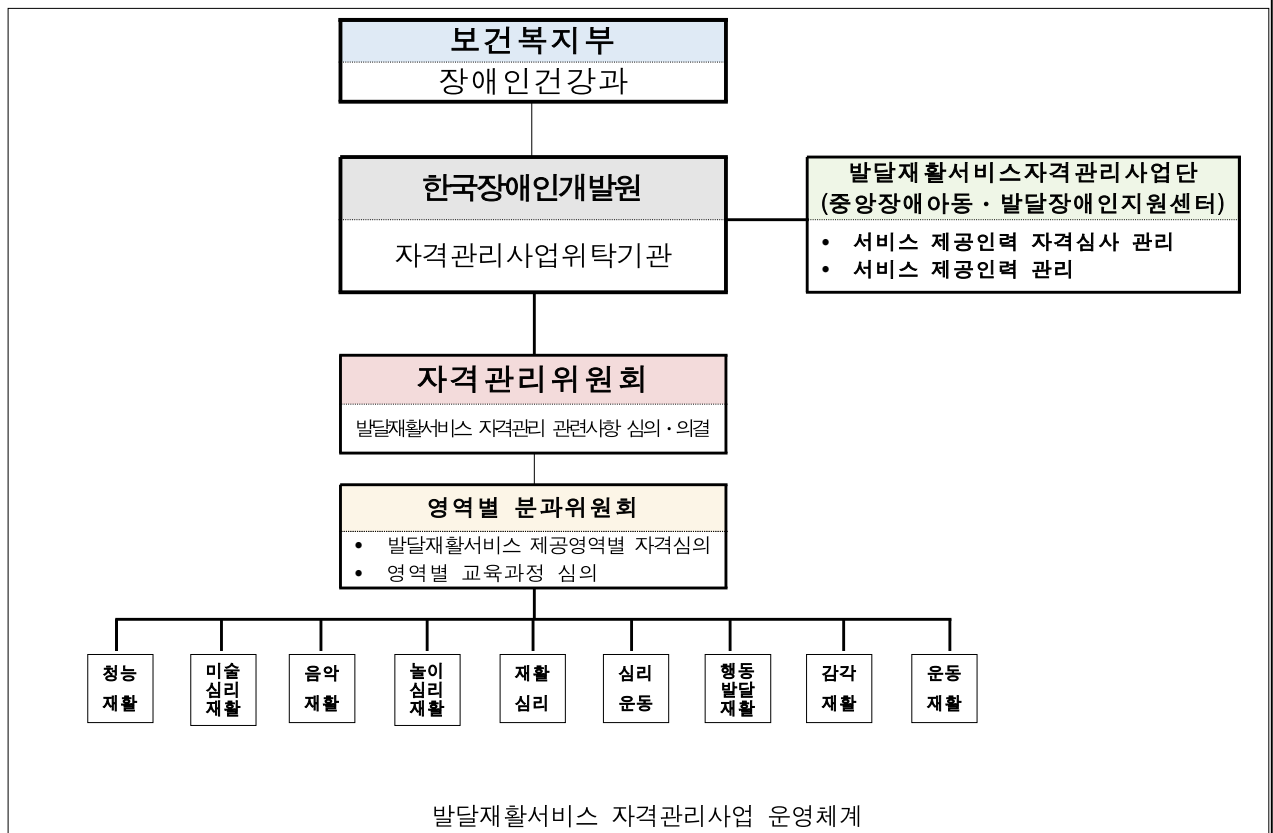 보건복지부
장애인건강과
한국장애인개발원
자격관리사업위탁기관
발달재활서비스자격관리사업단
(중앙장애아동·발달장애인지원센터)
• 서비스 제공인력 자격심사 관리
• 서비스 제공인력 관리
자격관리위원회
발달재활서비스 자격관리 관련사항 심의·의결
영역별 분과위원회
• 발달재활서비스 제공영역별 자격심의
• 영역별 교육과정 심의
청능
재활
미술
심리
재활
음악
재활
놀이
심리
재활
재활
심리
심리
운동
행동
발달
재활
감각
재활
운동
재활
발달재활서비스 자격관리사업 운영체계